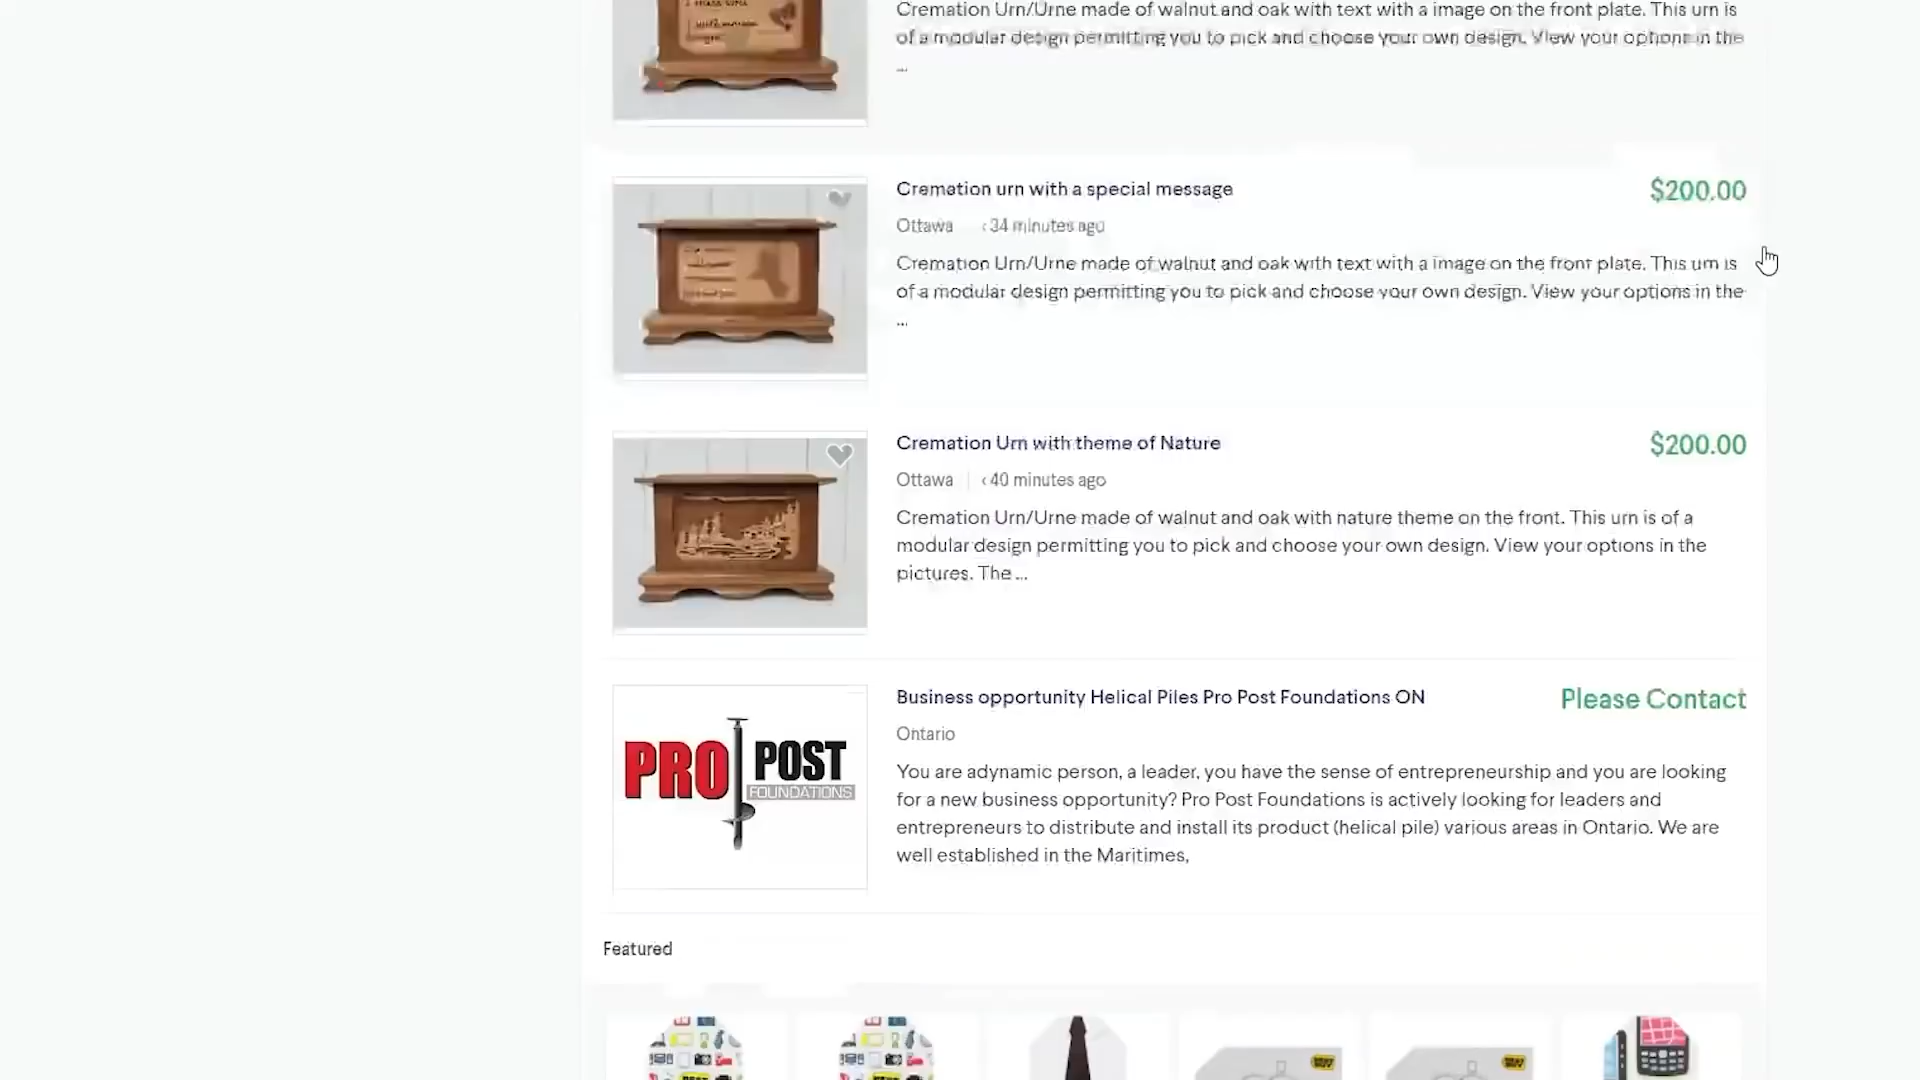 Cremation Urn/Urne made of walnut and oak with text with a image on the front plate. This urn is
of a modular design permitting you to pick and choose your own design. View your options in the
...
Cremation urn with a special message
$200.00
Ottawa
< 34 minutes ago
Cremation Urn/Urne made of walnut and oak with text with a image on the front plate. This urn is
of a modular design permitting you to pick and choose your own design. View your options in the
...
Cremation Urn with theme of Nature
$200.00
Ottawa
< 40 minutes ago
Cremation Urn/Urne made of walnut and oak with nature theme on the front. This urn is of a
modular design permitting you to pick and choose your own design. View your options in the
pictures. The ...
PRO POST
FOUNDATIONS
Business opportunity Helical Piles Pro Post Foundations ON
Please Contact
Ontario
You are adynamic person, a leader, you have the sense of entrepreneurship and you are looking
for a new business opportunity? Pro Post Foundations is actively looking for leaders and
entrepreneurs to distribute and install its product (helical pile) various areas in Ontario. We are
well established in the Maritimes,
Featured
BEST BUY
BEST BUY